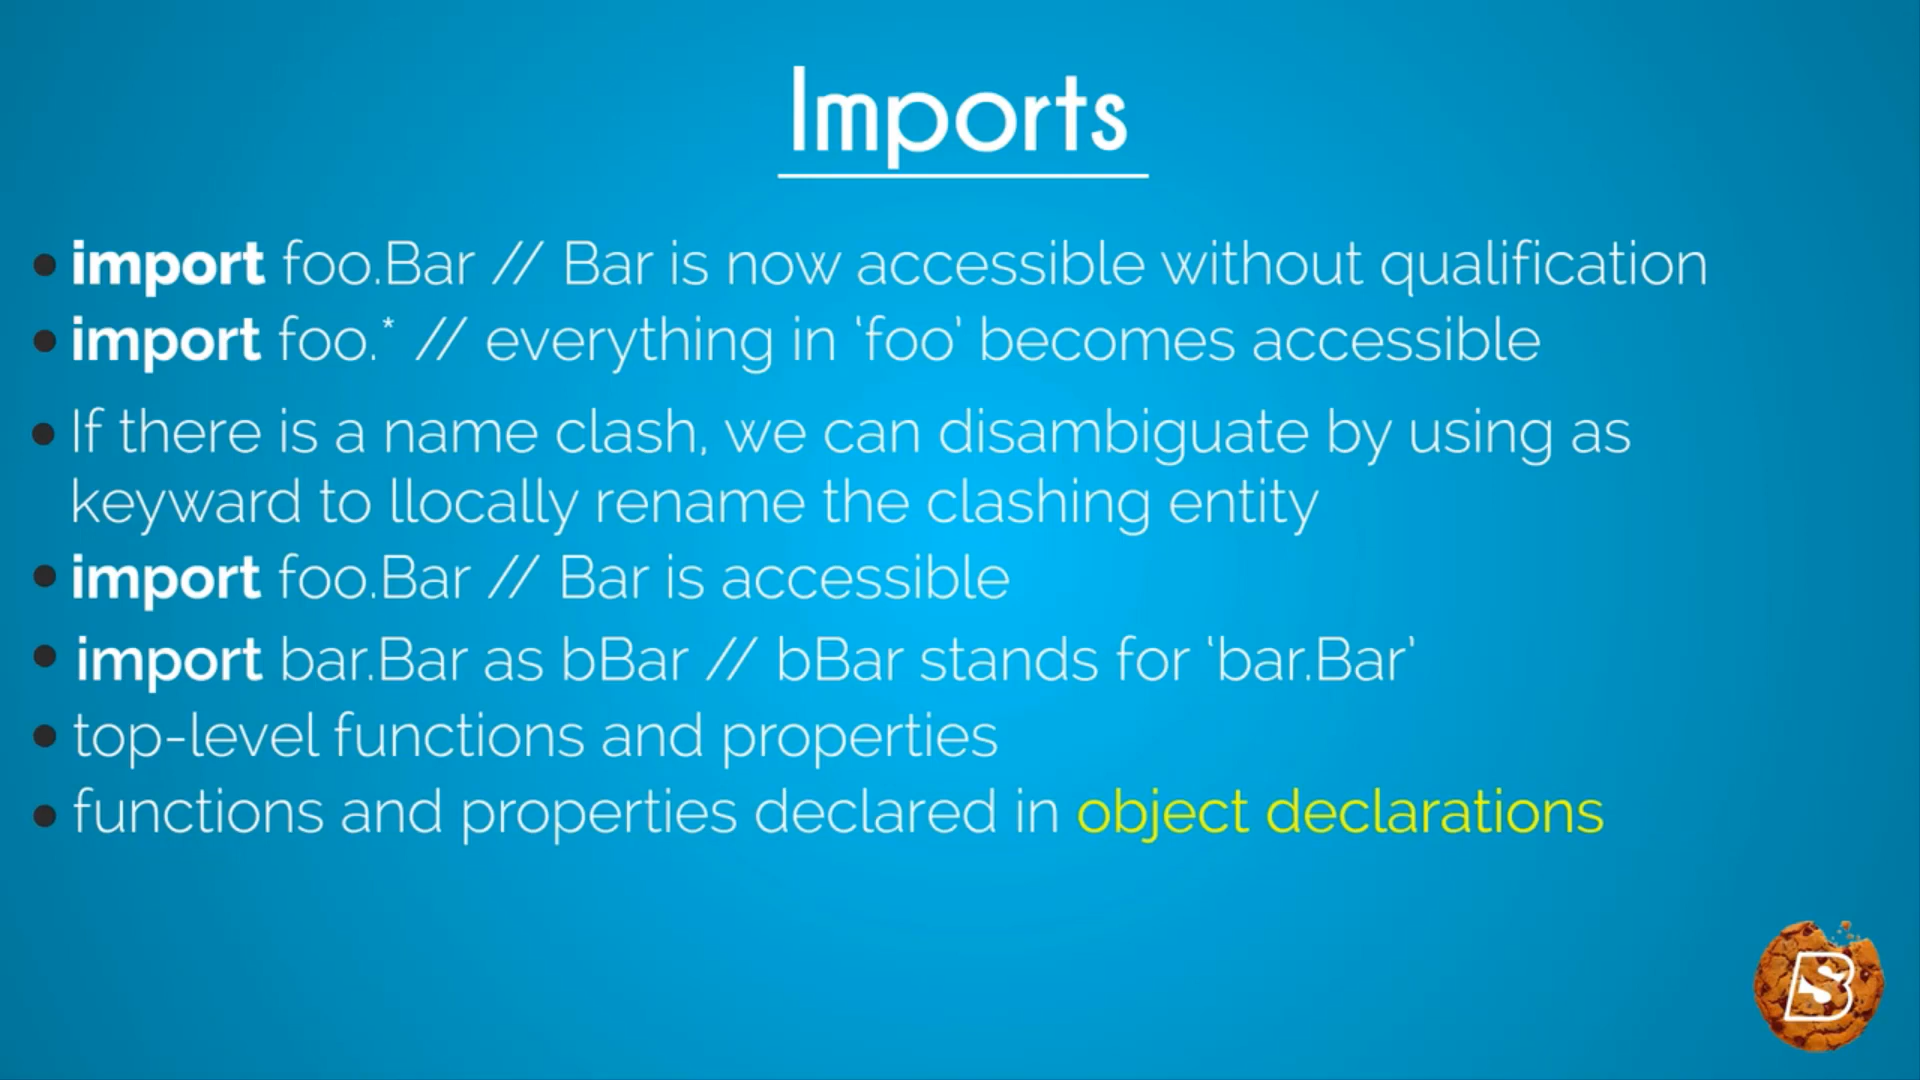 Imports
import foo.Bar // Bar is now accessible without qualification
import foo.* // everything in 'foo' becomes accessible
If there is a name clash, we can disambiguate by using as
keyward to llocally rename the clashing entity
import foo.Bar // Bar is accessible
import bar.Bar as bBar // bBar stands for 'bar.Bar'
top-level functions and properties
functions and properties declared in object declarations
BS